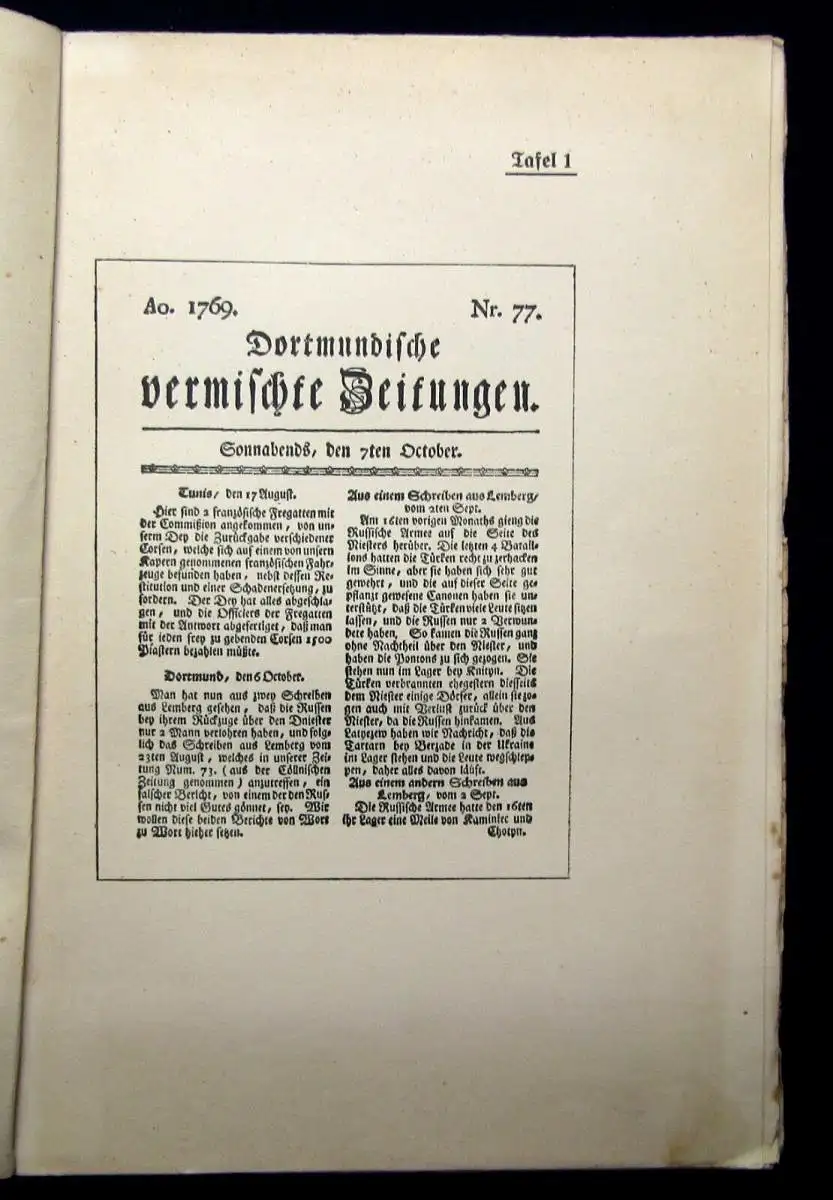 Tafel 1
Ao. 1769. Nr. 77.
Dortmundische
vermischte Zeitungen.
Sonnabends, den 7ten October.
Tunis, den 17 August.
Hier sind 2 französische Fregatten mit
der Commißion angekommen, von un-
serm Dey die Zurückgabe verschiedener
Corsen, welche sich auf einem von unsern
Kapern genommenen französischen Fahr-
zeuge befunden haben, nebst dessen Re-
stitution und einer Schadenersetzung, zu
fordern. Der Dey hat alles abgeschla-
gen, und die Officiers der Fregatten
mit der Antwort abgefertiget, daß man
für jeden frey zu gebenden Corsen 1500
Piastern bezahlen müßte.
Dortmund, den 6 October.
Man hat nun aus zwey Schreiben
aus Lemberg gesehen, daß die Russen
bey ihrem Rückzuge über den Dniester
nur 2 Mann verlohren haben, und folg-
lich das Schreiben aus Lemberg vom
23ten August, welches in unserer Zei-
tung Num. 73. (aus der Cöllnischen
Zeitung genommen) anzutreffen, ein
falscher Bericht, von einem der den Rus-
sen nicht viel Gutes gönnet, sey. Wir
wollen diese beiden Berichte von Wort
zu Wort hieher setzen.
Aus einem Schreiben aus Lemberg,
vom 2ten Sept.
Am 16ten vorigen Monaths gieng die
Russische Armee auf die Seite des
Niesters herüber. Die letzten 4 Batail-
lions hatten die Türken recht zu zerhacken
im Sinne, aber sie haben sich sehr gut
gewehrt, und die auf dieser Seite ge-
pflanzt gewesene Canonen haben sie un-
terstützt, daß die Türken viele Leute sitzen
lassen, und die Russen nur 2 Verwun-
dete haben. So kamen die Russen ganz
ohne Nachtheil über den Niester, und
haben die Pontons zu sich gezogen. Sie
stehen nun im Lager bey Knityn. Die
Türken verbrannten ehegestern diesseits
dem Niester einige Dörfer, allein sie zo-
gen auch mit Verlust zurück über den
Niester, da die Russen hinkamen. Aus
Latyczew haben wir Nachricht, daß die
Tartarn bey Berzade in der Ukraine
im Lager stehen und die Leute wegschlep-
pen, daher alles davon läuft.
Aus einem andern Schreiben aus
Lemberg, vom 2 Sept.
Die Russische Armee hatte den 16ten
ihr Lager eine Meile von Kaminiec und
Chotyn.